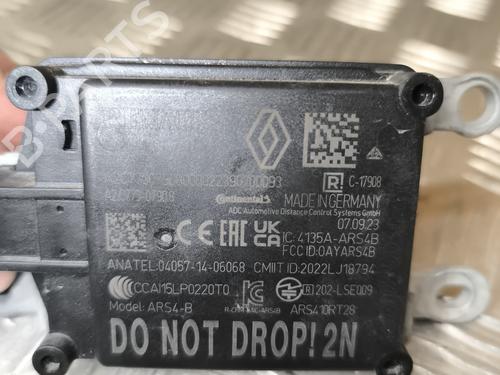 B-PARTS
C-17908
Continental
MADE IN GERMANY
ADC Automotive Distance Control Systems GmbH
07.09.23
CE EAC UK CA
IC: 4135A-ARS4B
FCC ID: OAYARS4B
ANATEL: 04057-14-06068 CMIIT ID: 2022LJ18794
CCAI15LP0220T0
202-LSE009
Model: ARS4-B
ARS410RT28
DO NOT DROP! 2N